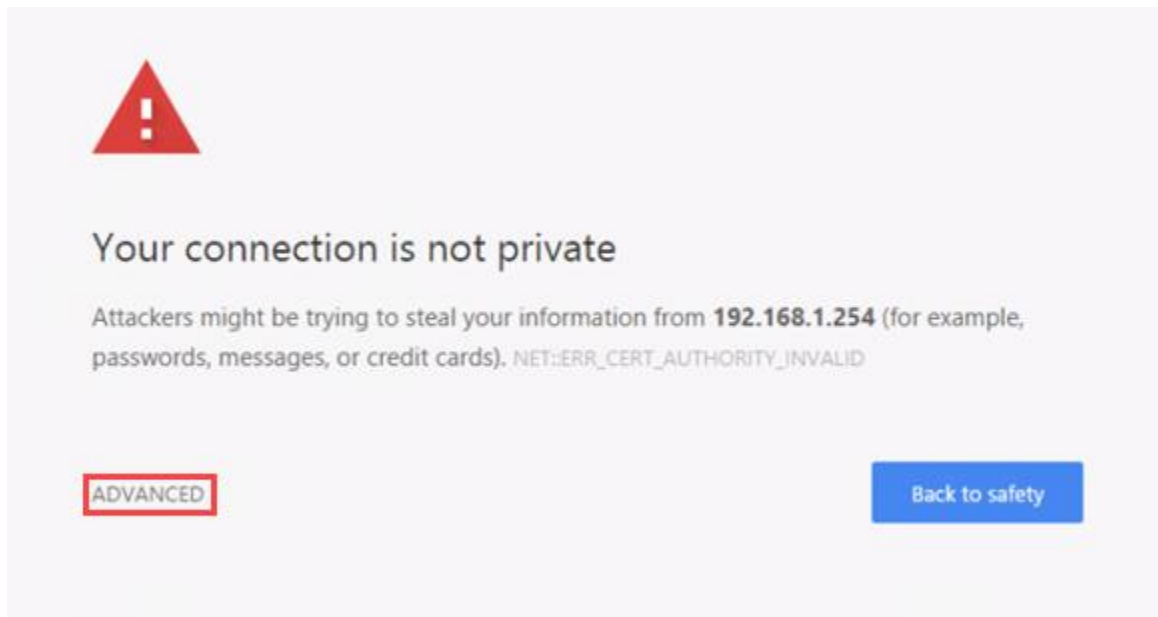 Your connection is not private
Attackers might be trying to steal your information from 192.168.1.254 (for example,
passwords, messages, or credit cards). NET::ERR_CERT_AUTHORITY_INVALID
ADVANCED
Back to safety